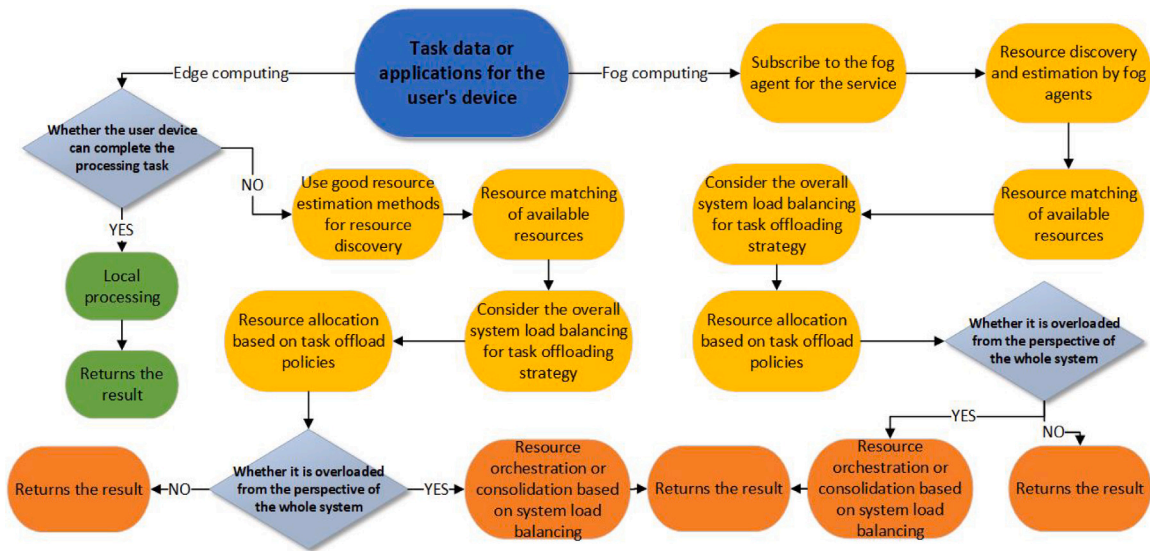 Task data or
applications for the
user's device
Edge computing
Fog computing
Subscribe to the fog
agent for the service
Resource discovery
and estimation by fog
agents
Whether the user device
can complete the
processing task
NO
YES
Use good resource
estimation methods
for resource
discovery
Resource matching
of available
resources
Consider the overall
system load balancing
for task offloading
strategy
Resource matching
of available
resources
Local
processing
Returns the
result
Resource allocation
based on task offload
policies
Consider the overall
system load balancing
for task offloading
strategy
Resource allocation
based on task offload
policies
Whether it is overloaded
from the perspective of
the whole system
YES
NO
Returns the result
NO
Whether it is overloaded
from the perspective of
the whole system
YES
Resource
orchestration or
consolidation based
on system load
balancing
Returns the result
Resource
orchestration or
consolidation based
on system load
balancing
Returns the result